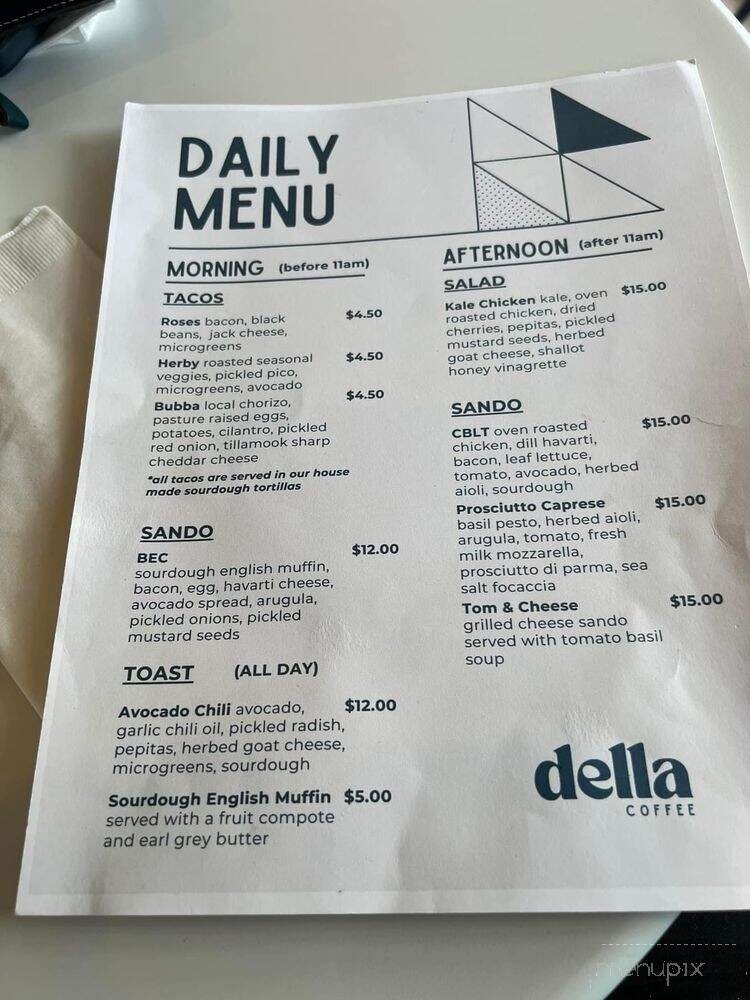 DAILY
MENU
MORNING (before 11am)
TACOS
Roses bacon, black $4.50
beans, jack cheese,
microgreens
Herby roasted seasonal $4.50
veggies, pickled pico,
microgreens, avocado
Bubba local chorizo, $4.50
pasture raised eggs,
potatoes, cilantro, pickled
red onion, tillamook sharp
cheddar cheese
*all tacos are served in our house
made sourdough tortillas
SANDO
BEC $12.00
sourdough english muffin,
bacon, egg, havarti cheese,
avocado spread, arugula,
pickled onions, pickled
mustard seeds
TOAST (ALL DAY)
Avocado Chili avocado, $12.00
garlic chili oil, pickled radish,
pepitas, herbed goat cheese,
microgreens, sourdough
Sourdough English Muffin $5.00
served with a fruit compote
and earl grey butter
AFTERNOON (after 11am)
SALAD
Kale Chicken kale, oven $15.00
roasted chicken, dried
cherries, pepitas, pickled
mustard seeds, herbed
goat cheese, shallot
honey vinagrette
SANDO
CBLT oven roasted $15.00
chicken, dill havarti,
bacon, leaf lettuce,
tomato, avocado, herbed
aioli, sourdough
Prosciutto Caprese $15.00
basil pesto, herbed aioli,
arugula, tomato, fresh
milk mozzarella,
prosciutto di parma, sea
salt focaccia
Tom & Cheese $15.00
grilled cheese sando
served with tomato basil
soup
della
COFFEE
menupix